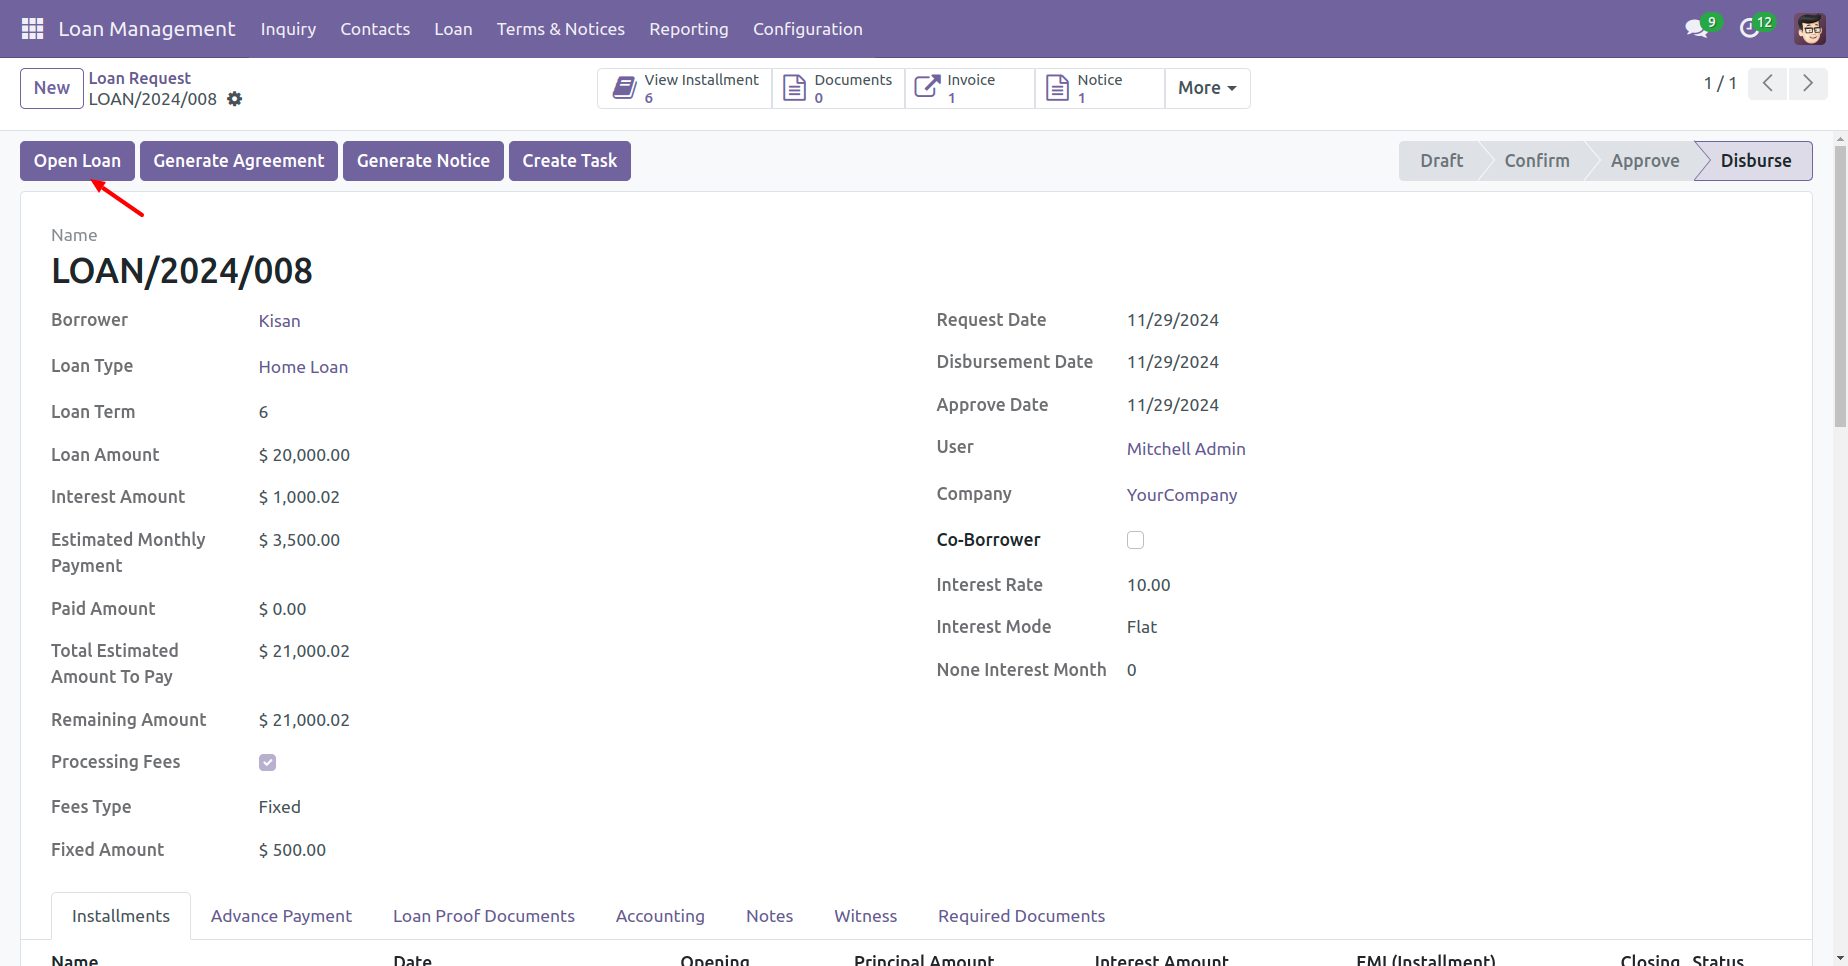 Loan Management Inquiry Contacts Loan Terms & Notices Reporting Configuration 9 12
New Loan Request
LOAN/2024/008
View Installment
6
Documents
0
Invoice
1
Notice
1
More
1 / 1
Open Loan Generate Agreement Generate Notice Create Task Draft Confirm Approve Disburse
Name
LOAN/2024/008
Borrower Kisan
Loan Type Home Loan
Loan Term 6
Loan Amount $ 20,000.00
Interest Amount $ 1,000.02
Estimated Monthly $ 3,500.00
Payment
Paid Amount $ 0.00
Total Estimated $ 21,000.02
Amount To Pay
Remaining Amount $ 21,000.02
Processing Fees
Fees Type Fixed
Fixed Amount $ 500.00
Request Date 11/29/2024
Disbursement Date 11/29/2024
Approve Date 11/29/2024
User Mitchell Admin
Company YourCompany
Co-Borrower
Interest Rate 10.00
Interest Mode Flat
None Interest Month 0
Installments Advance Payment Loan Proof Documents Accounting Notes Witness Required Documents
Name Date Opening Principal Amount Interest Amount EMI (Installment) Closing Status